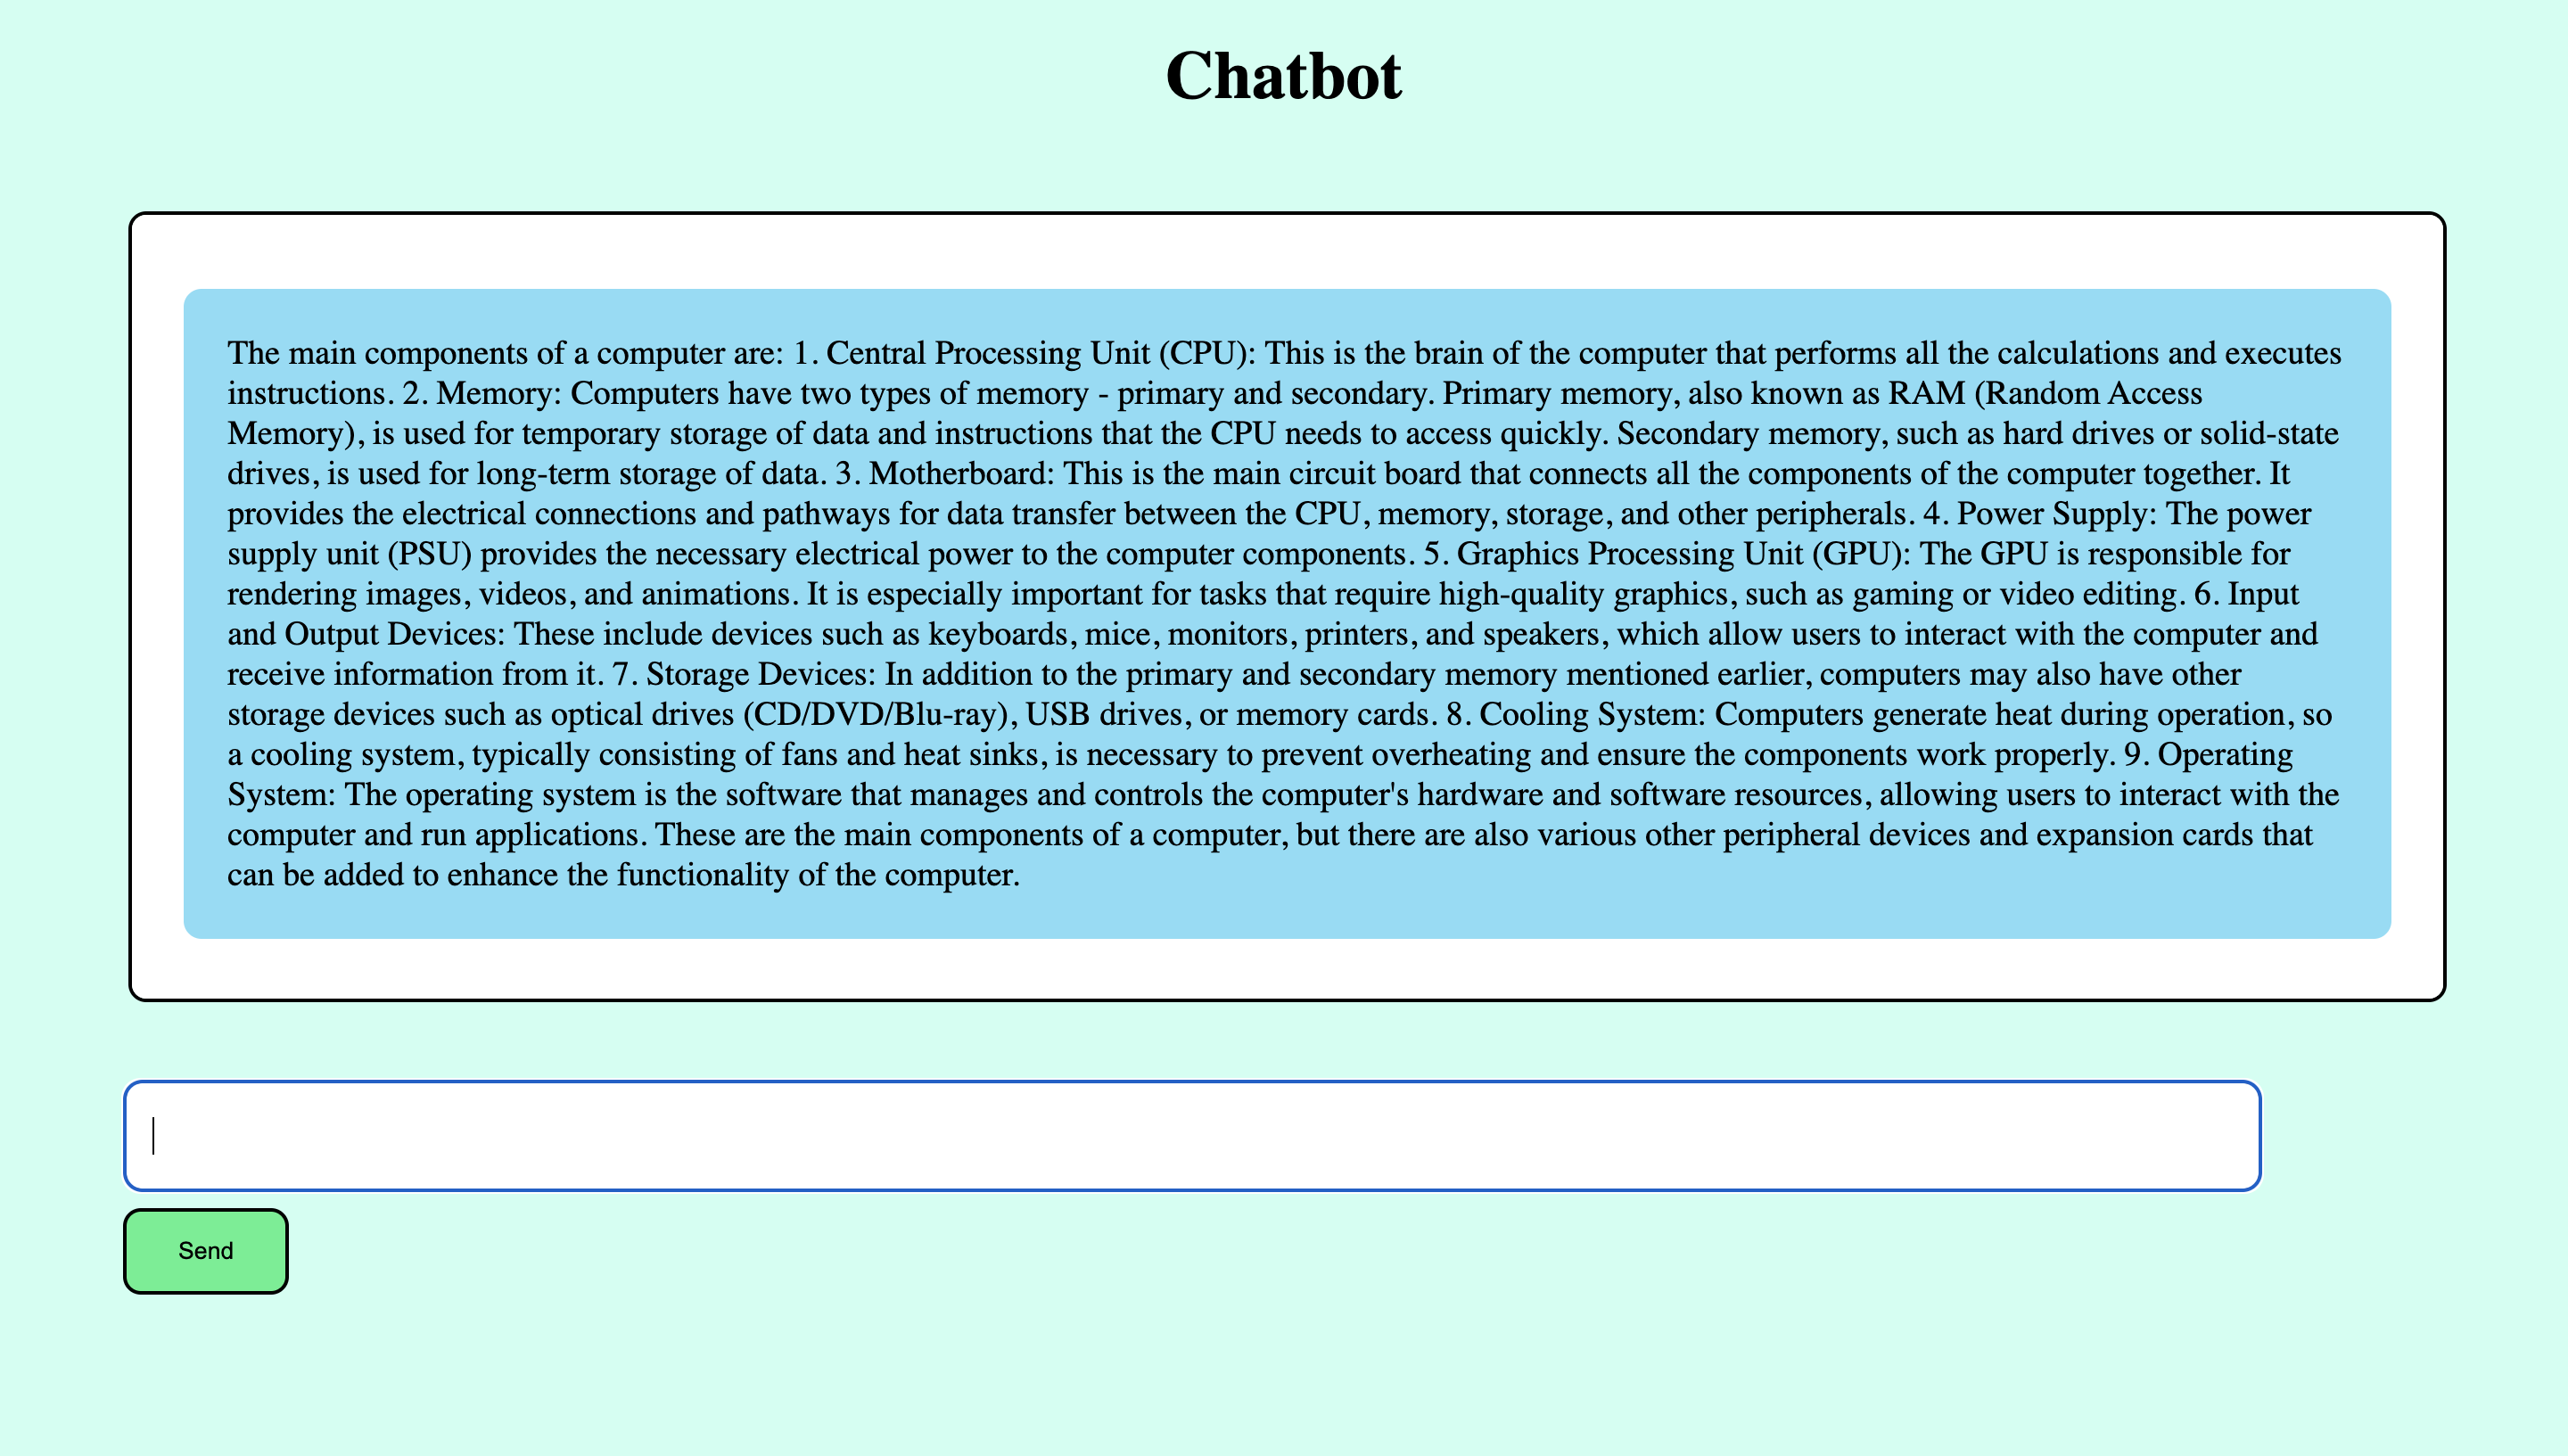 Chatbot
The main components of a computer are: 1. Central Processing Unit (CPU): This is the brain of the computer that performs all the calculations and executes
instructions. 2. Memory: Computers have two types of memory - primary and secondary. Primary memory, also known as RAM (Random Access
Memory), is used for temporary storage of data and instructions that the CPU needs to access quickly. Secondary memory, such as hard drives or solid-state
drives, is used for long-term storage of data. 3. Motherboard: This is the main circuit board that connects all the components of the computer together. It
provides the electrical connections and pathways for data transfer between the CPU, memory, storage, and other peripherals. 4. Power Supply: The power
supply unit (PSU) provides the necessary electrical power to the computer components. 5. Graphics Processing Unit (GPU): The GPU is responsible for
rendering images, videos, and animations. It is especially important for tasks that require high-quality graphics, such as gaming or video editing. 6. Input
and Output Devices: These include devices such as keyboards, mice, monitors, printers, and speakers, which allow users to interact with the computer and
receive information from it. 7. Storage Devices: In addition to the primary and secondary memory mentioned earlier, computers may also have other
storage devices such as optical drives (CD/DVD/Blu-ray), USB drives, or memory cards. 8. Cooling System: Computers generate heat during operation, so
a cooling system, typically consisting of fans and heat sinks, is necessary to prevent overheating and ensure the components work properly. 9. Operating
System: The operating system is the software that manages and controls the computer's hardware and software resources, allowing users to interact with the
computer and run applications. These are the main components of a computer, but there are also various other peripheral devices and expansion cards that
can be added to enhance the functionality of the computer.
Send